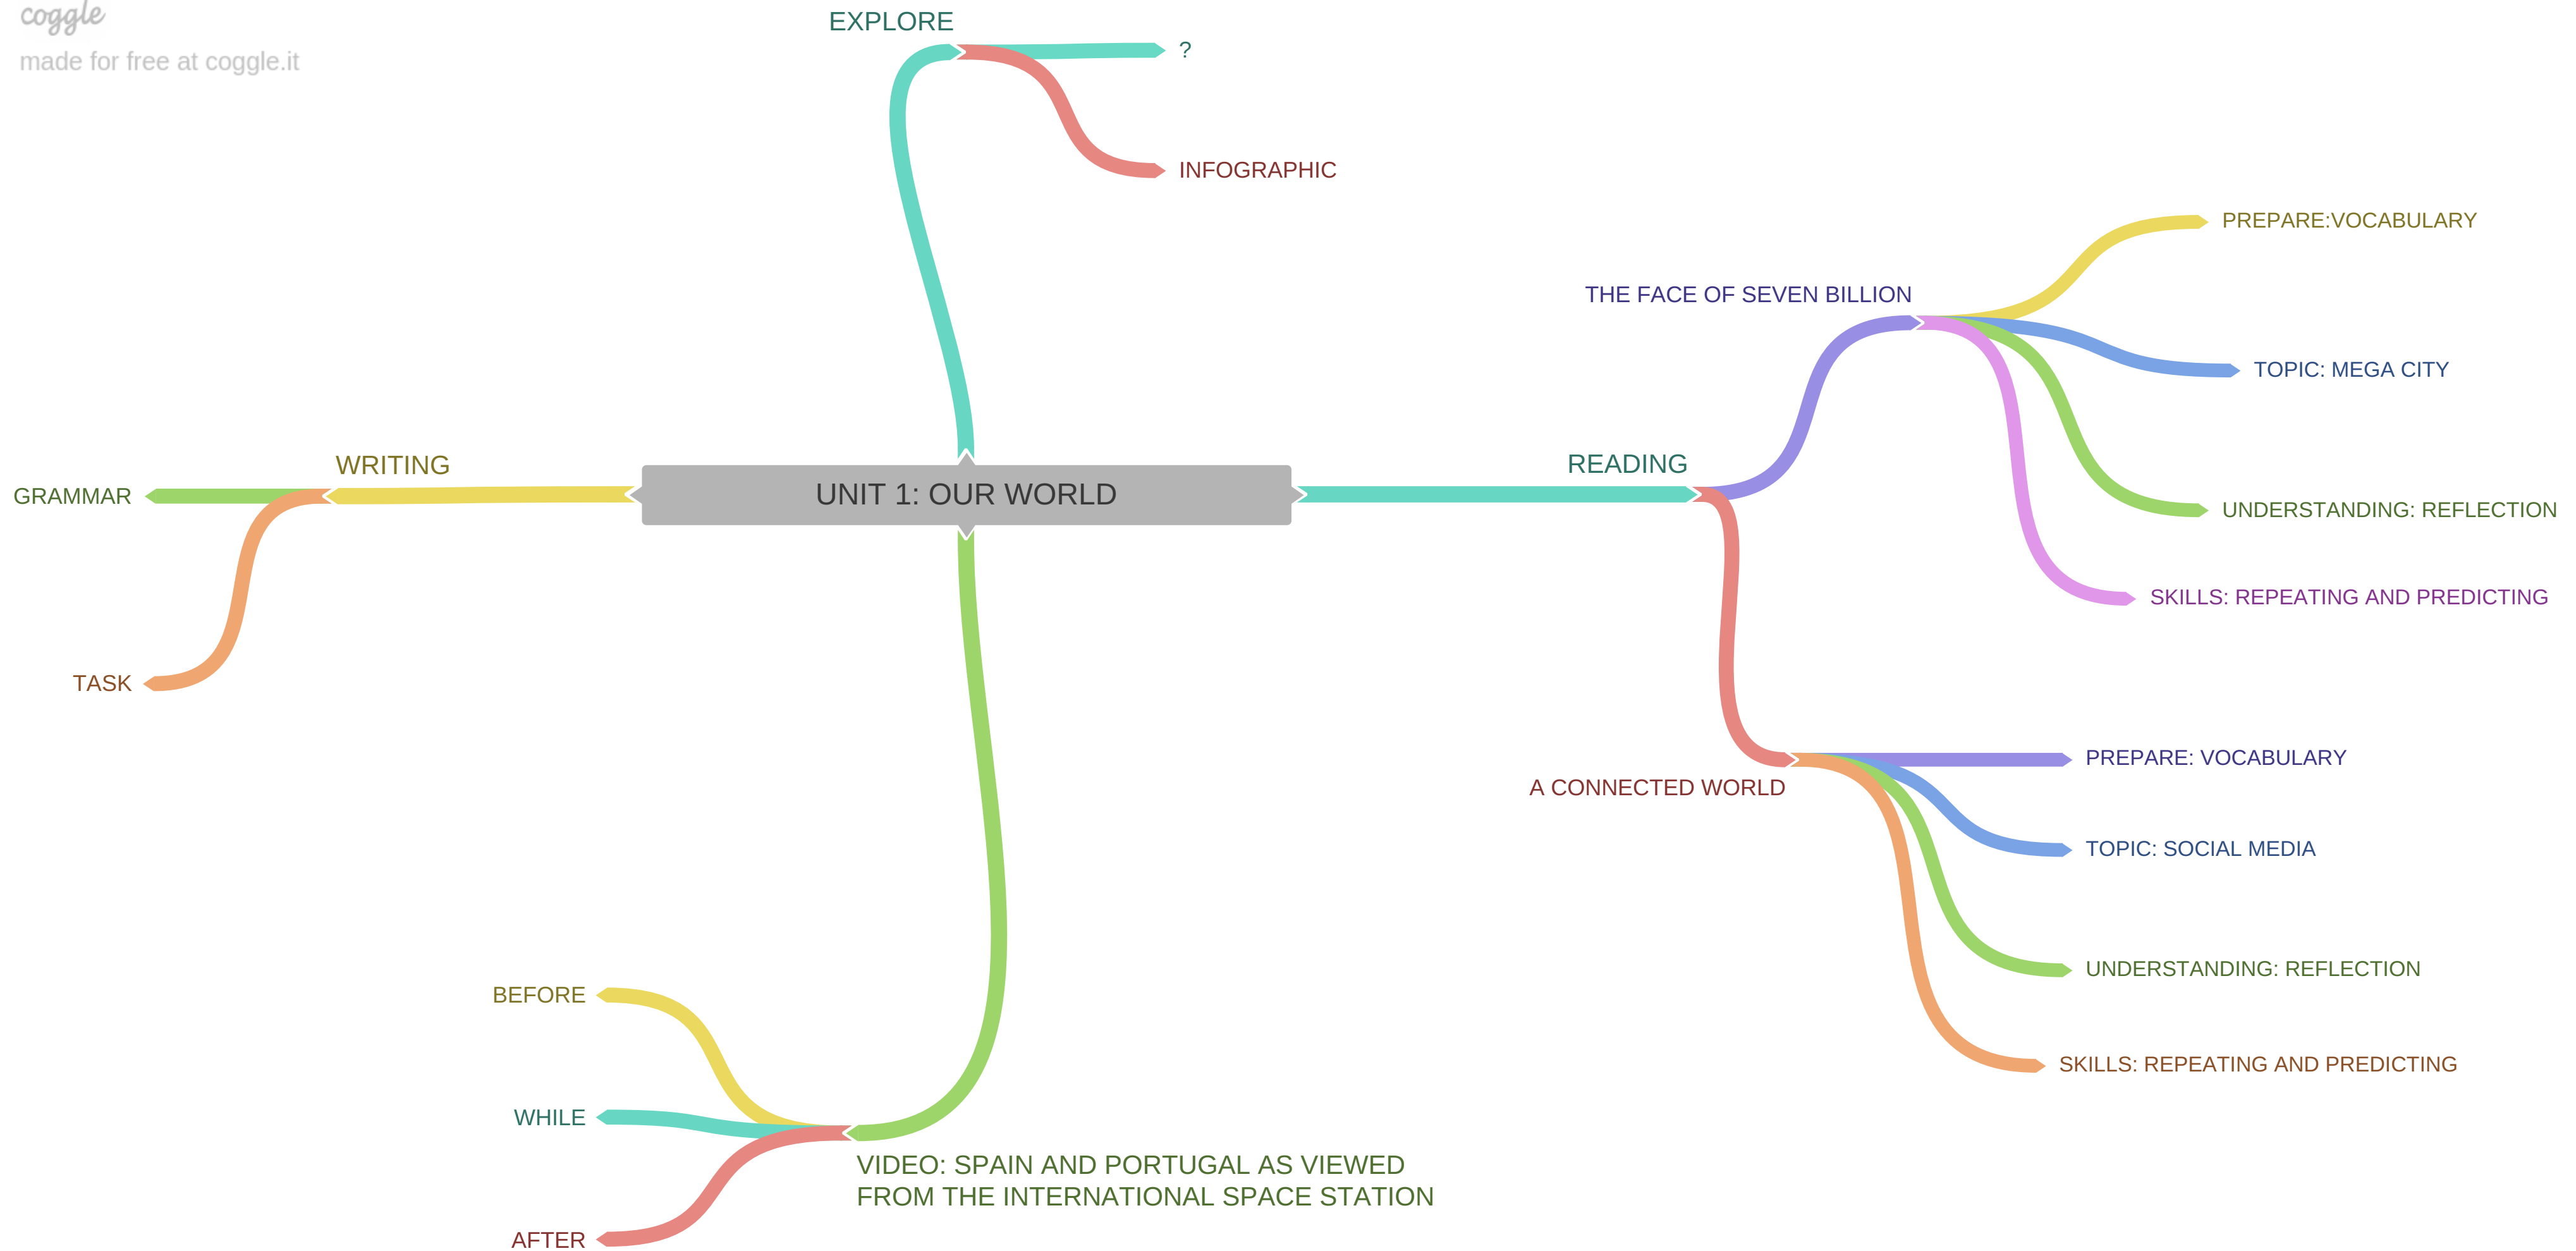 coggle
made for free at coggle.it
EXPLORE
?
INFOGRAPHIC
PREPARE:VOCABULARY
THE FACE OF SEVEN BILLION
TOPIC: MEGA CITY
READING
WRITING
UNIT 1: OUR WORLD
GRAMMAR
UNDERSTANDING: REFLECTION
SKILLS: REPEATING AND PREDICTING
TASK
PREPARE: VOCABULARY
A CONNECTED WORLD
TOPIC: SOCIAL MEDIA
UNDERSTANDING: REFLECTION
BEFORE
SKILLS: REPEATING AND PREDICTING
WHILE
VIDEO: SPAIN AND PORTUGAL AS VIEWED
FROM THE INTERNATIONAL SPACE STATION
AFTER